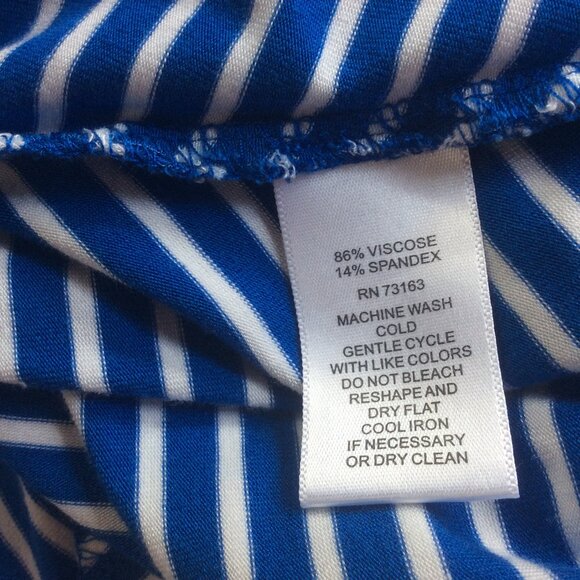 86% VISCOSE
14% SPANDEX
RN 73163
MACHINE WASH
COLD
GENTLE CYCLE
WITH LIKE COLORS
DO NOT BLEACH
RESHAPE AND
DRY FLAT
COOL IRON
IF NECESSARY
OR DRY CLEAN